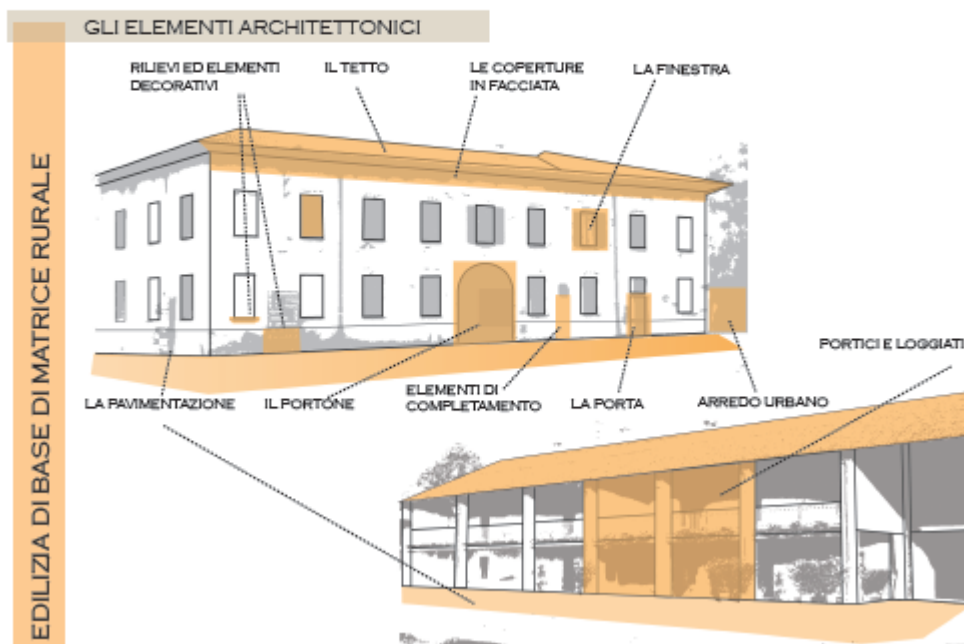 GLI ELEMENTI ARCHITETTONICI
RILIEVI ED ELEMENTI
DECORATIVI
IL TETTO
LE COPERTURE
IN FACCIATA
LA FINESTRA
EDILIZIA DI BASE DI MATRICE RURALE
PORTICI E LOGGIATI
LA PAVIMENTAZIONE
IL PORTONE
ELEMENTI DI
COMPLETAMENTO
LA PORTA
ARREDO URBANO